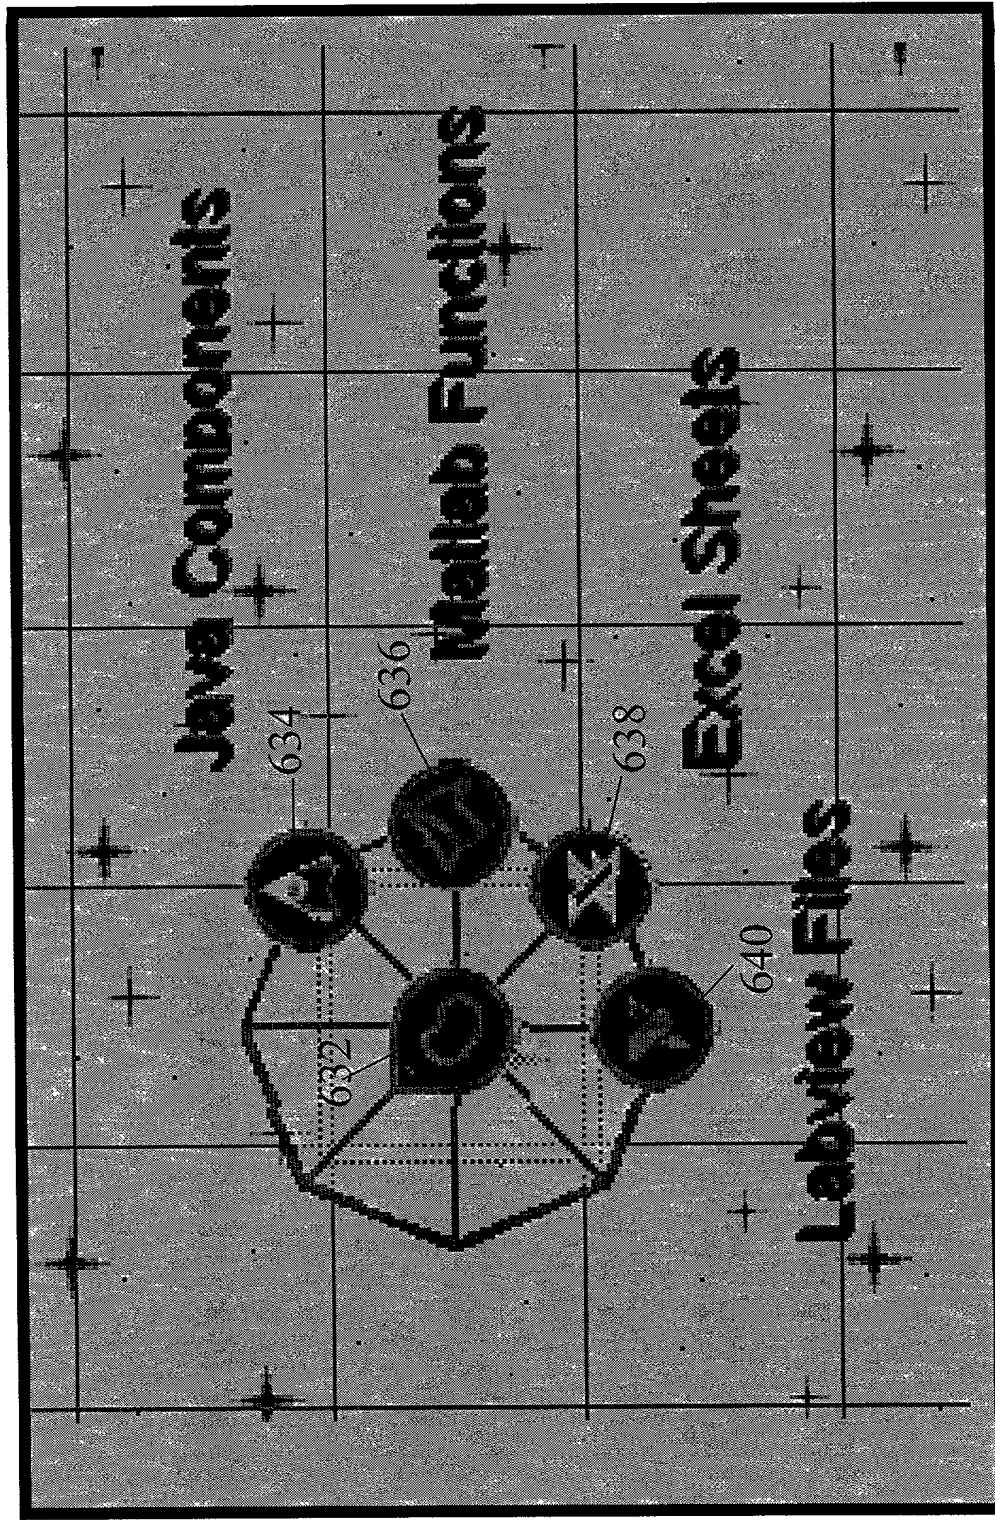 Java Components
634
636
Matlab Functions
632
638
Excel Sheets
640
Labview Files